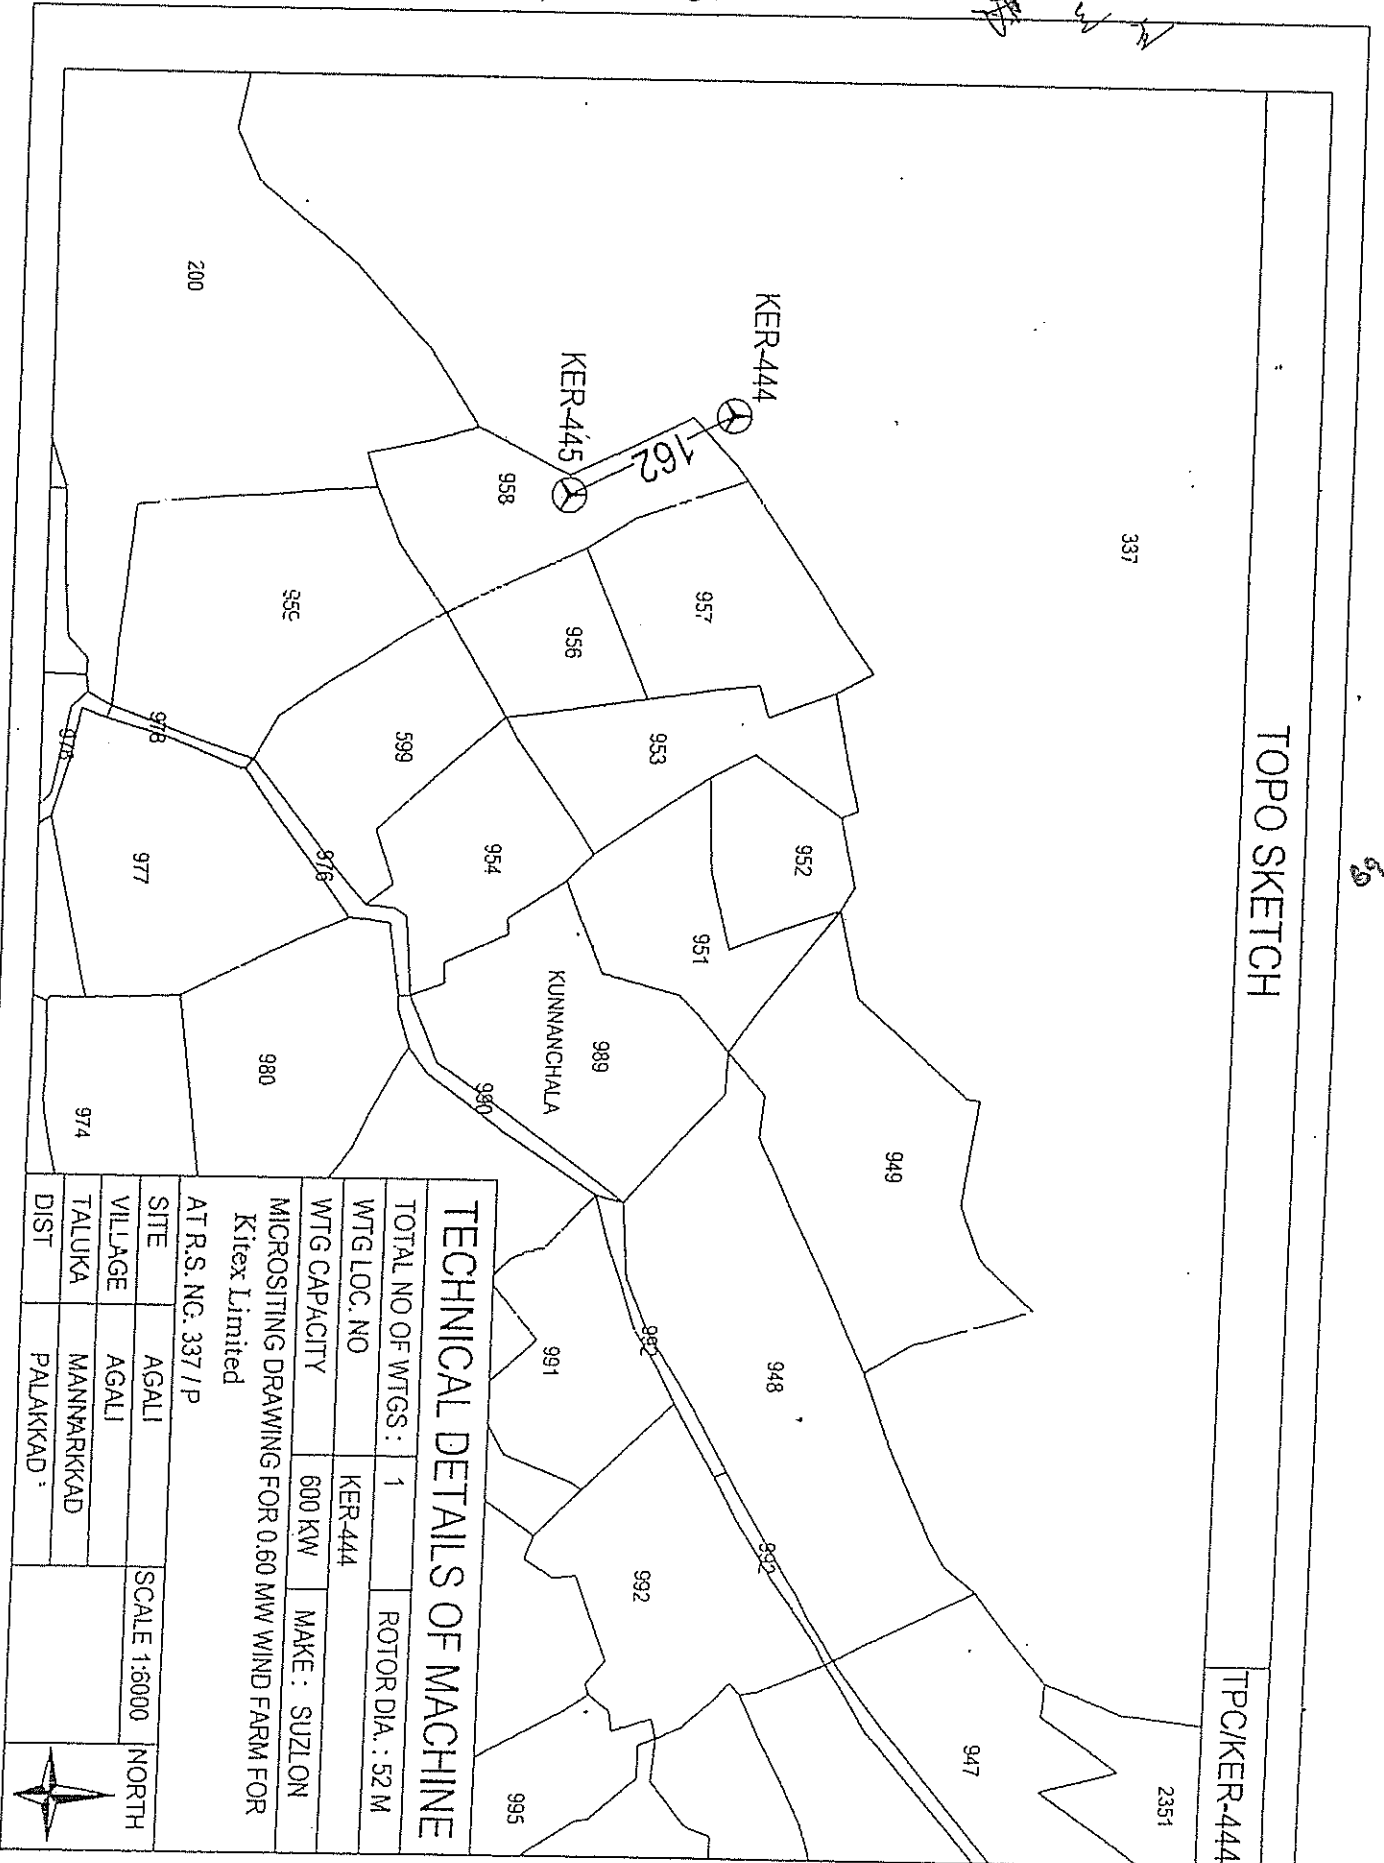 TOPO SKETCH
TPC/KER-444
337
2351
KER-444
162
KER-445
957
952
949
947
958
956
953
951
948
992
992
989
KUNNANCHALA
200
954
990
992
991
995
599
976
980
978
977
974
TECHNICAL DETAILS OF MACHINE
TOTAL NO OF WTGS : 1 ROTOR DIA. : 52 M
WTG LOC. NO KER-444
WTG CAPACITY 600 KW MAKE : SUZLON
MICROSITING DRAWING FOR 0.60 MW WIND FARM FOR
Kitex Limited
AT R.S. NO. 337 / P
SITE AGALI SCALE 1:6000 NORTH
VILLAGE AGALI
TALUKA MANNARKKAD
DIST PALAKKAD